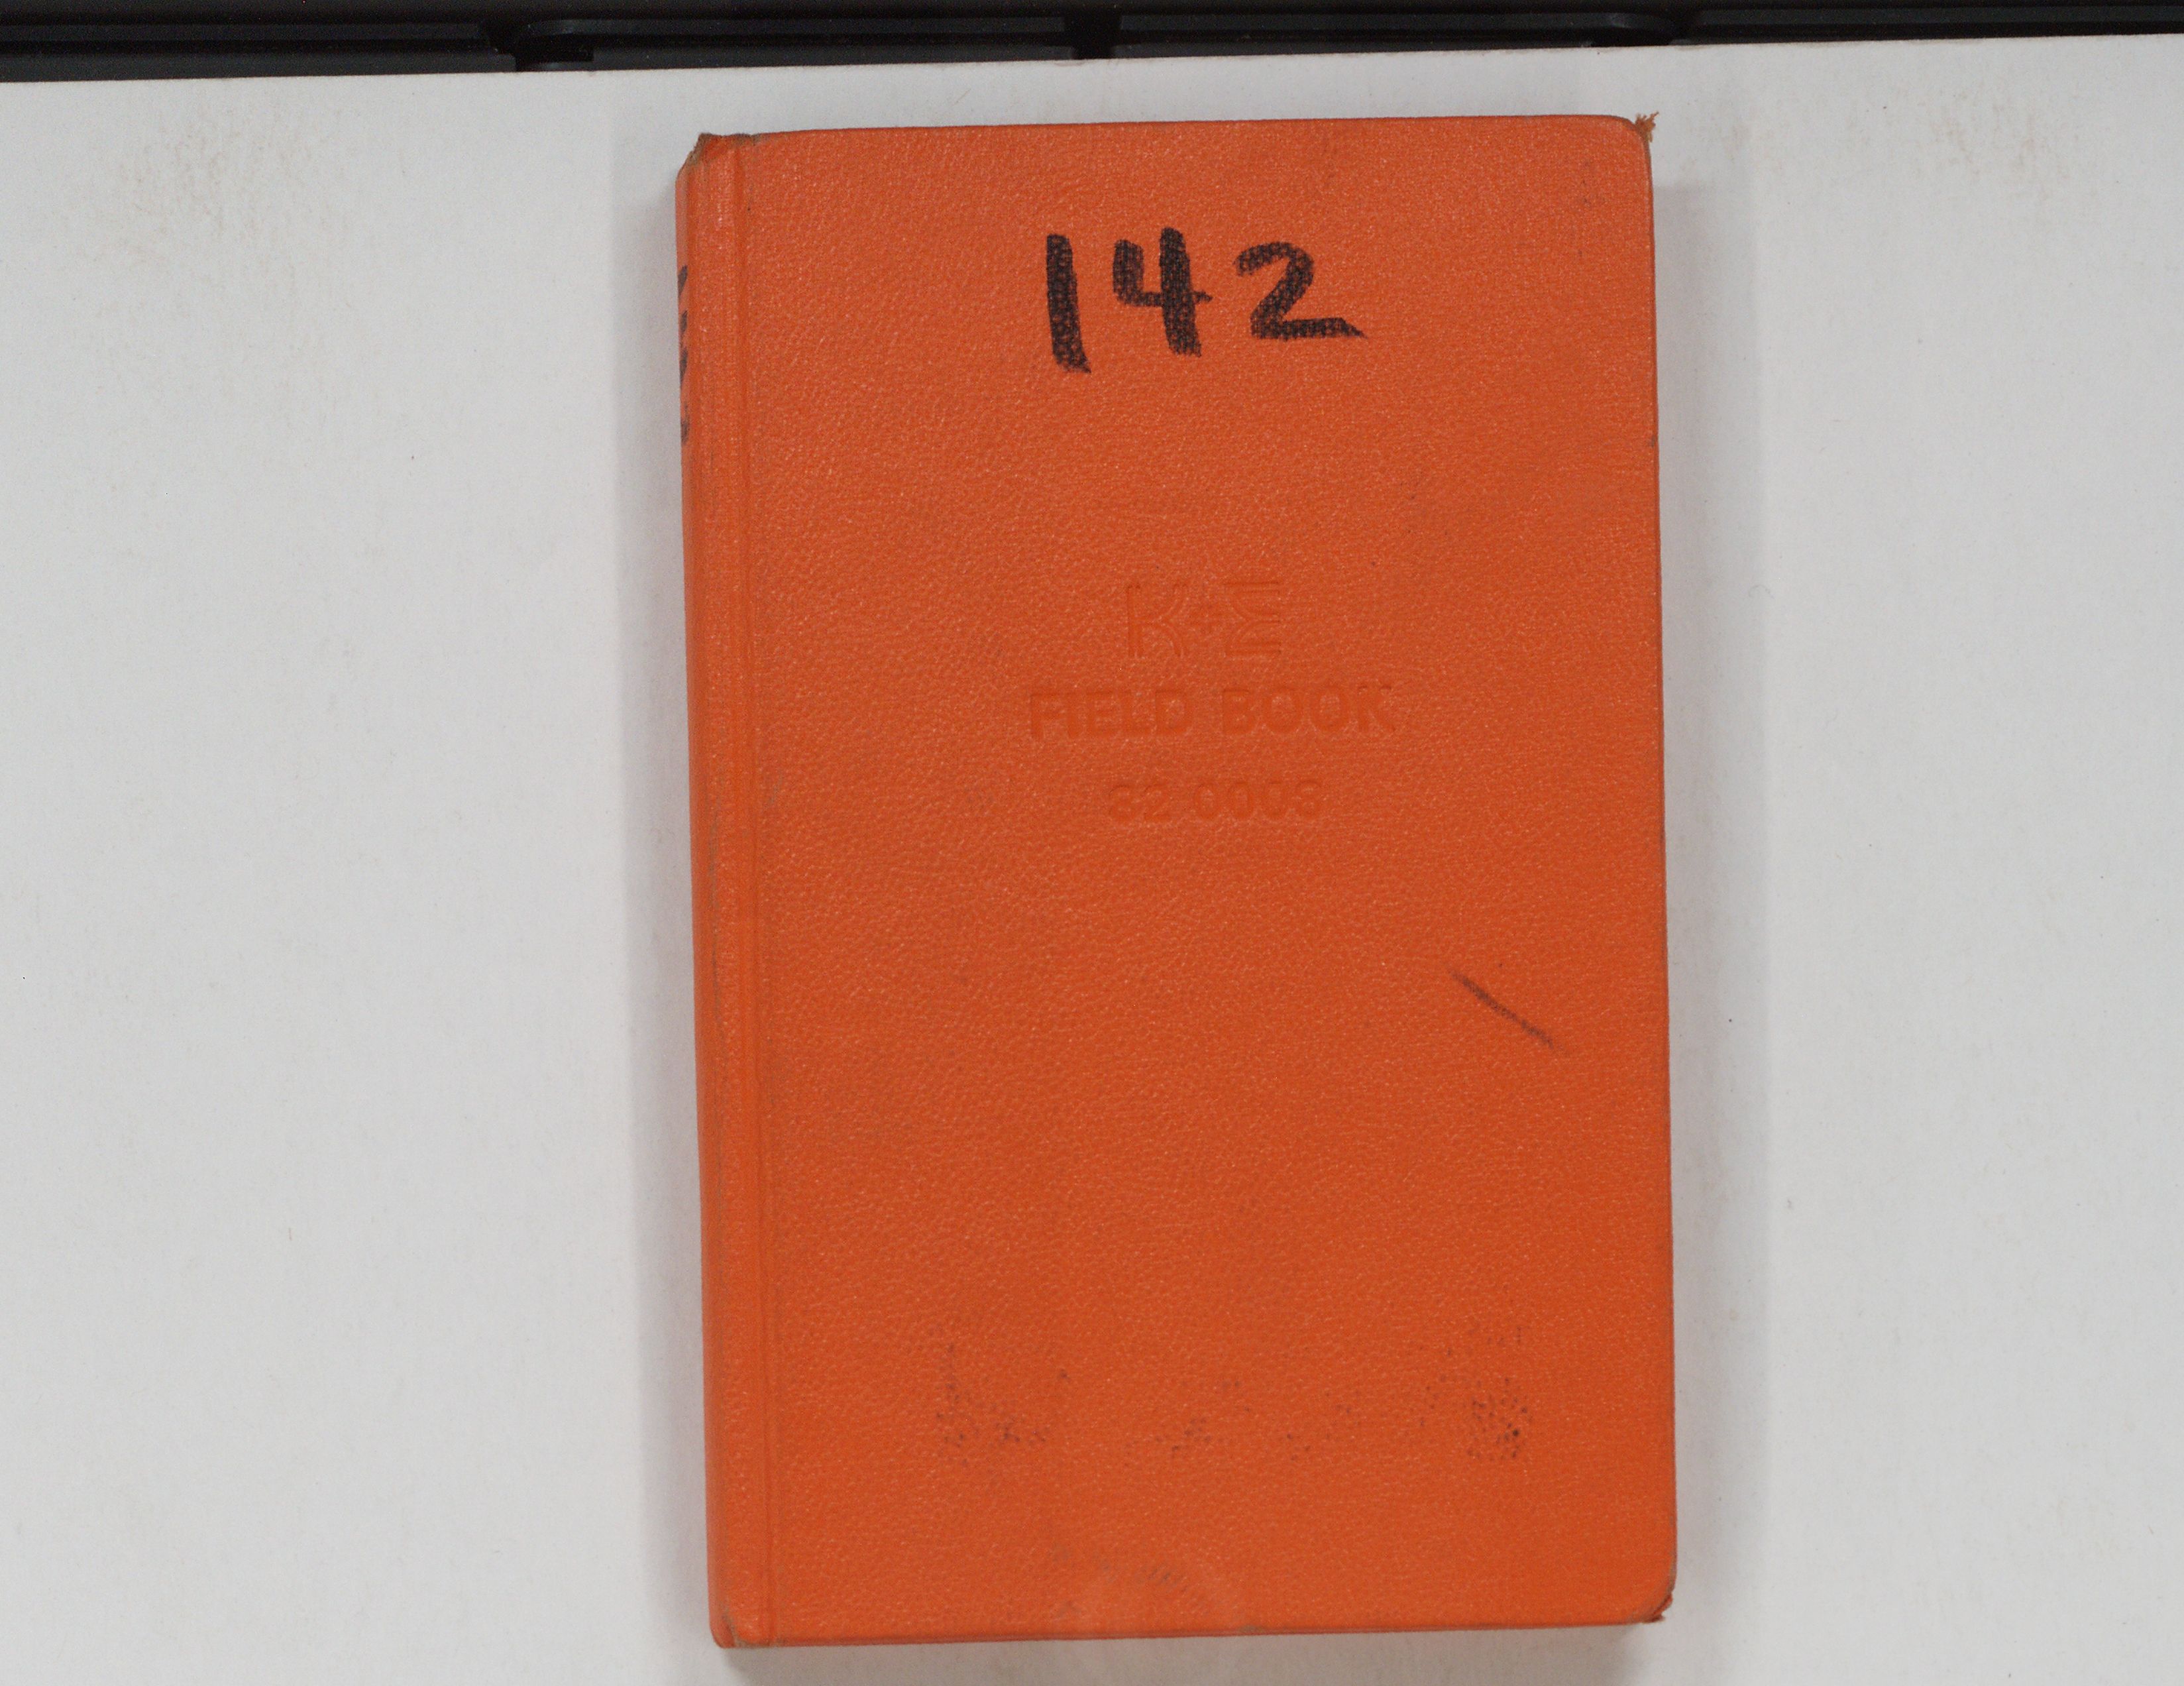 142
K+E
FIELD BOOK
82 0008